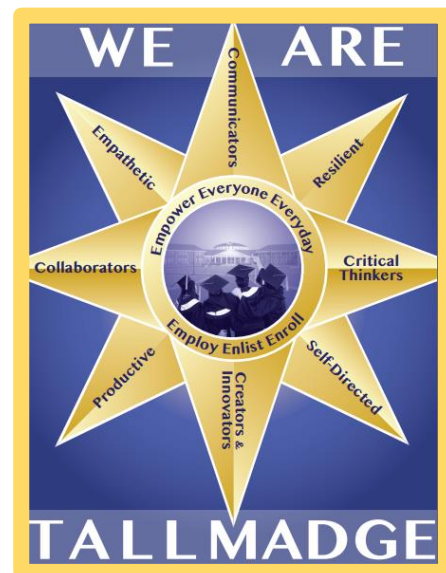 WE ARE
Communicators
Empathetic
Resilient
Empower Everyone Everyday
Collaborators
Critical
Thinkers
Employ Enlist Enroll
Productive
Creators &
Innovators
Self-Directed
TALLMADGE